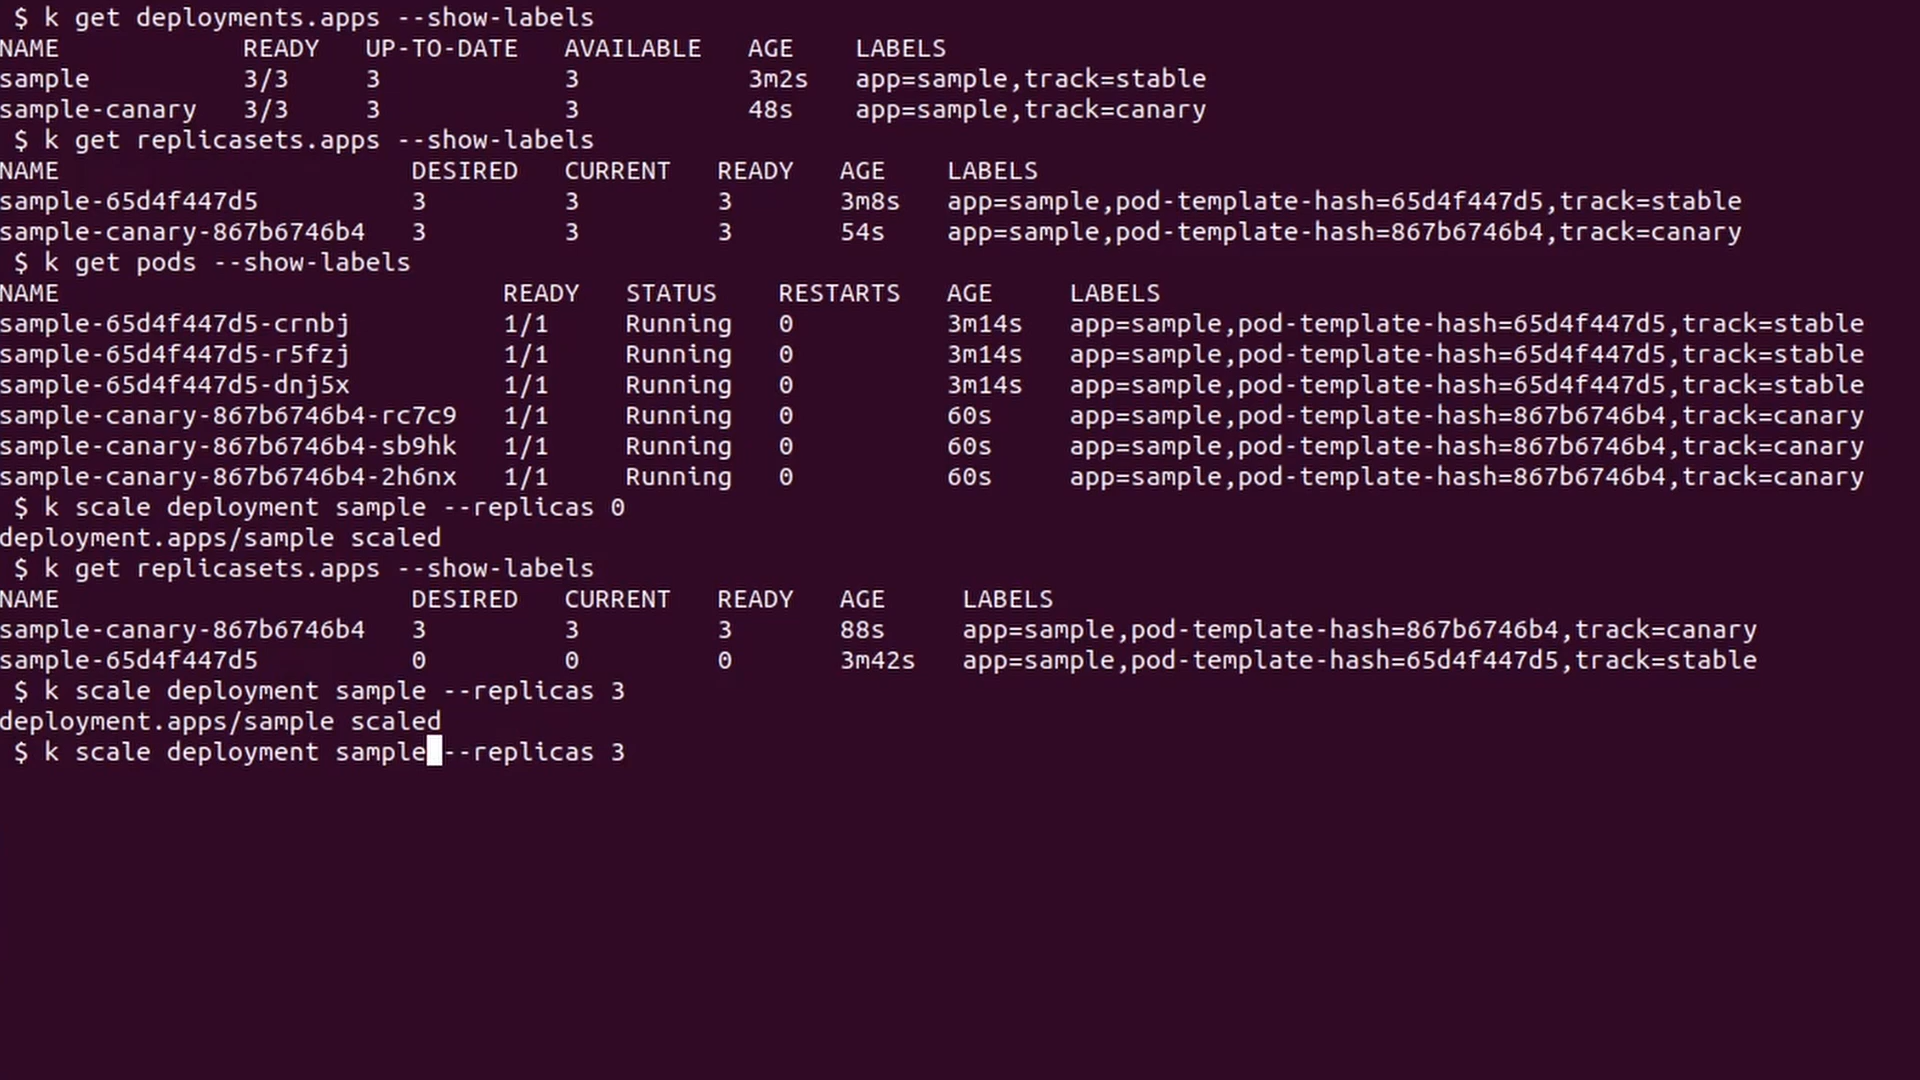 $ k get deployments.apps --show-labels
NAME            READY   UP-TO-DATE   AVAILABLE   AGE    LABELS
sample          3/3     3            3           3m2s   app=sample,track=stable
sample-canary   3/3     3            3           48s    app=sample,track=canary
$ k get replicasets.apps --show-labels
NAME                       DESIRED   CURRENT   READY   AGE    LABELS
sample-65d4f447d5          3         3         3       3m8s   app=sample,pod-template-hash=65d4f447d5,track=stable
sample-canary-867b6746b4   3         3         3       54s    app=sample,pod-template-hash=867b6746b4,track=canary
$ k get pods --show-labels
NAME                             READY   STATUS    RESTARTS   AGE     LABELS
sample-65d4f447d5-crnbj          1/1     Running   0          3m14s   app=sample,pod-template-hash=65d4f447d5,track=stable
sample-65d4f447d5-r5fzj          1/1     Running   0          3m14s   app=sample,pod-template-hash=65d4f447d5,track=stable
sample-65d4f447d5-dnj5x          1/1     Running   0          3m14s   app=sample,pod-template-hash=65d4f447d5,track=stable
sample-canary-867b6746b4-rc7c9   1/1     Running   0          60s     app=sample,pod-template-hash=867b6746b4,track=canary
sample-canary-867b6746b4-sb9hk   1/1     Running   0          60s     app=sample,pod-template-hash=867b6746b4,track=canary
sample-canary-867b6746b4-2h6nx   1/1     Running   0          60s     app=sample,pod-template-hash=867b6746b4,track=canary
$ k scale deployment sample --replicas 0
deployment.apps/sample scaled
$ k get replicasets.apps --show-labels
NAME                       DESIRED   CURRENT   READY   AGE     LABELS
sample-canary-867b6746b4   3         3         3       88s     app=sample,pod-template-hash=867b6746b4,track=canary
sample-65d4f447d5          0         0         0       3m42s   app=sample,pod-template-hash=65d4f447d5,track=stable
$ k scale deployment sample --replicas 3
deployment.apps/sample scaled
$ k scale deployment sample --replicas 3